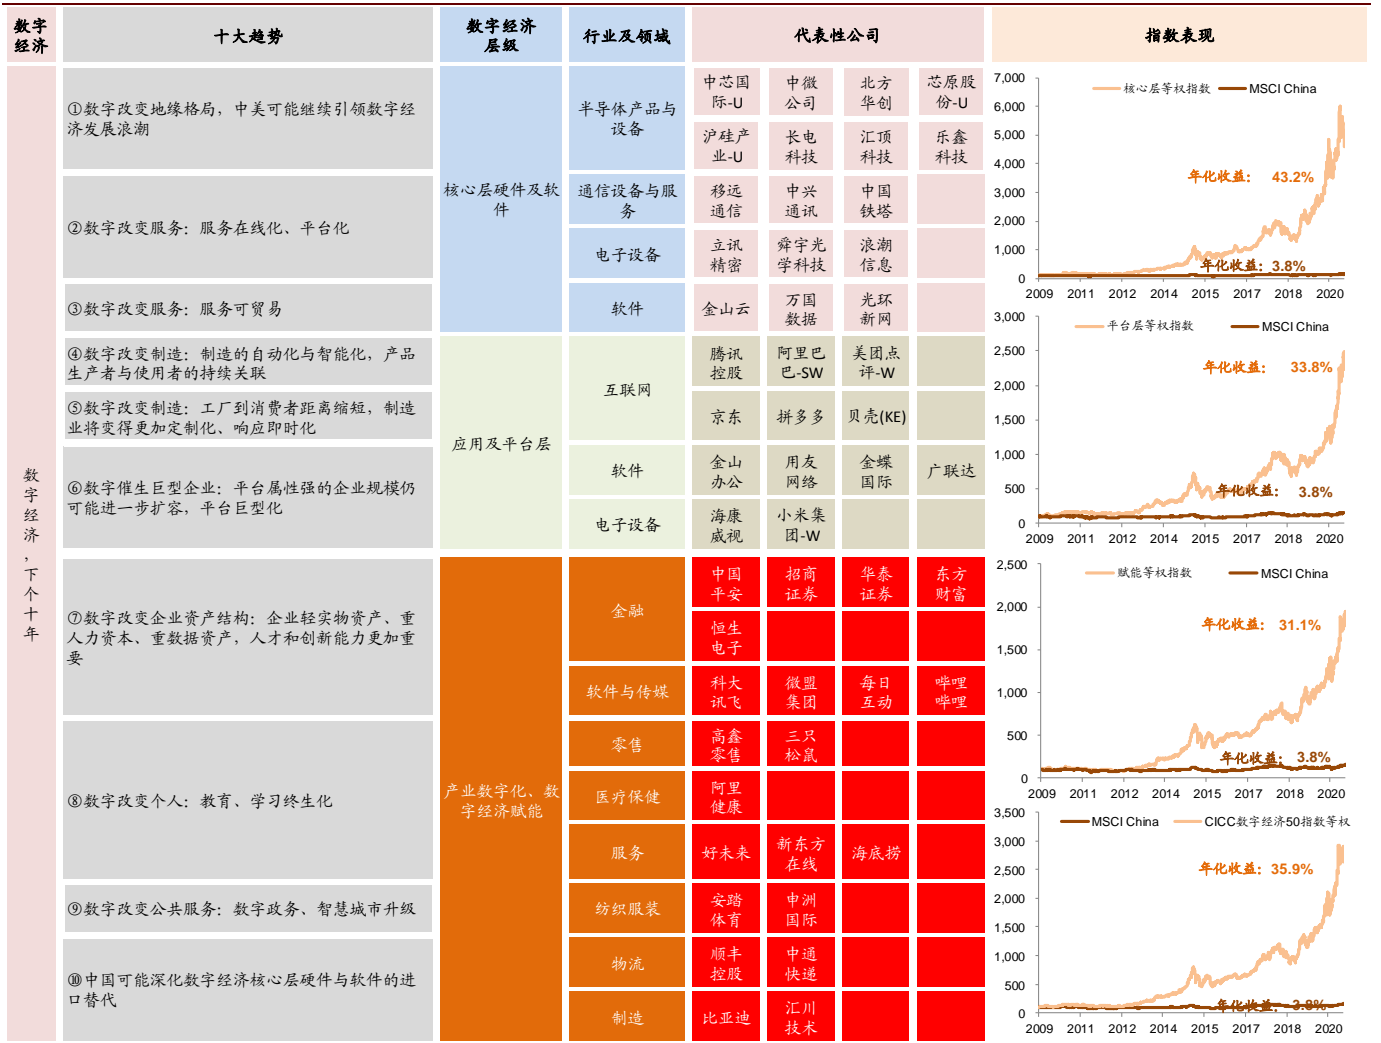 数字
经济
十大趋势
数字经济
层级
行业及领域
代表性公司
指数表现
数
字
经
济
，
下
个
十
年
①数字改变地缘格局，中美可能继续引领数字经
济发展浪潮
②数字改变服务：服务在线化、平台化
③数字改变服务：服务可贸易
④数字改变制造：制造的自动化与智能化，产品
生产者与使用者的持续关联
⑤数字改变制造：工厂到消费者距离缩短，制造
业将变得更加定制化、响应即时化
⑥数字催生巨型企业：平台属性强的企业规模仍
可能进一步扩容，平台巨型化
⑦数字改变企业资产结构：企业轻实物资产、重
人力资本、重数据资产，人才和创新能力更加重
要
⑧数字改变个人：教育、学习终生化
⑨数字改变公共服务：数字政务、智慧城市升级
⑩中国可能深化数字经济核心层硬件与软件的进
口替代
核心层硬件及软
件
应用及平台层
产业数字化、数
字经济赋能
半导体产品与
设备
中芯国
际-U
中微
公司
北方
华创
芯原股
份-U
沪硅产
业-U
长电
科技
汇顶
科技
乐鑫
科技
通信设备与服
务
移远
通信
中兴
通讯
中国
铁塔
电子设备
立讯
精密
舜宇光
学科技
浪潮
信息
软件
金山云
万国
数据
光环
新网
互联网
腾讯
控股
阿里巴
巴-SW
美团点
评-W
京东
拼多多
贝壳(KE)
软件
金山
办公
用友
网络
金蝶
国际
广联达
电子设备
海康
威视
小米集
团-W
金融
中国
平安
招商
证券
华泰
证券
东方
财富
恒生
电子
软件与传媒
科大
讯飞
微盟
集团
每日
互动
哔哩
哔哩
零售
高鑫
零售
三只
松鼠
医疗保健
阿里
健康
服务
好未来
新东方
在线
海底捞
纺织服装
安踏
体育
申洲
国际
物流
顺丰
控股
中通
快递
制造
比亚迪
汇川
技术
7,000
6,000
5,000
4,000
3,000
2,000
1,000
0
核心层等权指数
MSCI China
年化收益： 43.2%
年化收益：3.8%
2009 2011 2012 2014 2015 2017 2018 2020
3,000
2,500
2,000
1,500
1,000
500
0
平台层等权指数
MSCI China
年化收益： 33.8%
年化收益： 3.8%
2009 2011 2012 2014 2015 2017 2018 2020
2,500
2,000
1,500
1,000
500
0
赋能等权指数
MSCI China
年化收益： 31.1%
年化收益： 3.8%
2009 2011 2012 2014 2015 2017 2018 2020
3,500
3,000
2,500
2,000
1,500
1,000
500
0
MSCI China
CICC数字经济50指数等权
年化收益：35.9%
年化收益： 3.8%
2009 2011 2012 2014 2015 2017 2018 2020